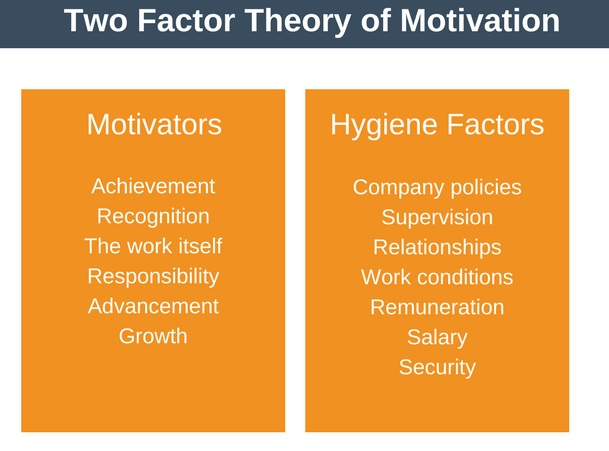 Two Factor Theory of Motivation
Motivators
Achievement
Recognition
The work itself
Responsibility
Advancement
Growth
Hygiene Factors
Company policies
Supervision
Relationships
Work conditions
Remuneration
Salary
Security